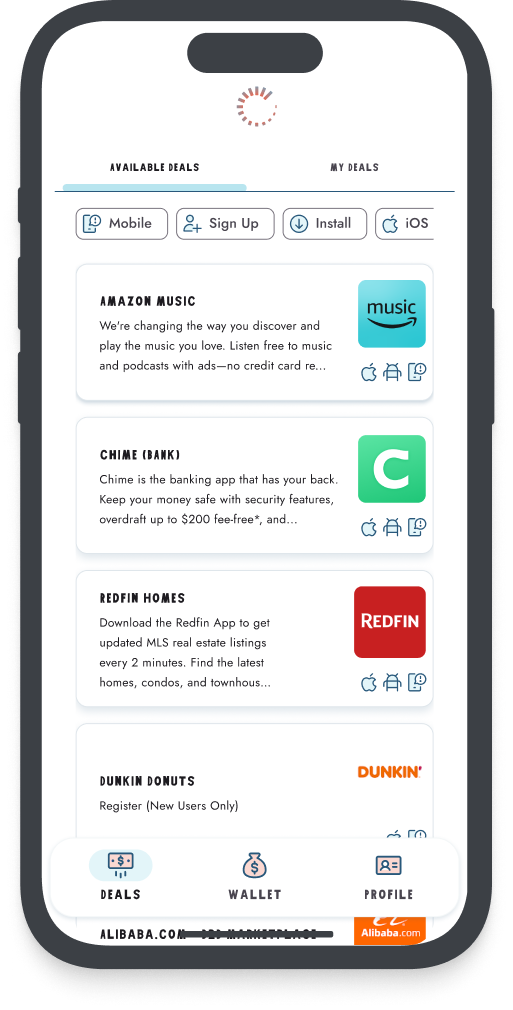 AVAILABLE DEALS
MY DEALS
Mobile
Sign Up
Install
iOS
AMAZON MUSIC
We're changing the way you discover and
play the music you love. Listen free to music
and podcasts with ads—no credit card re...
music
CHIME (BANK)
Chime is the banking app that has your back.
Keep your money safe with security features,
overdraft up to $200 fee-free*, and...
C
REDFIN HOMES
Download the Redfin App to get
updated MLS real estate listings
every 2 minutes. Find the latest
homes, condos, and townhous...
REDFIN
DUNKIN DONUTS
Register (New Users Only)
DUNKIN'
DEALS
WALLET
PROFILE
ALIBABA.COM - B2B MARKETPLACE
Alibaba.com